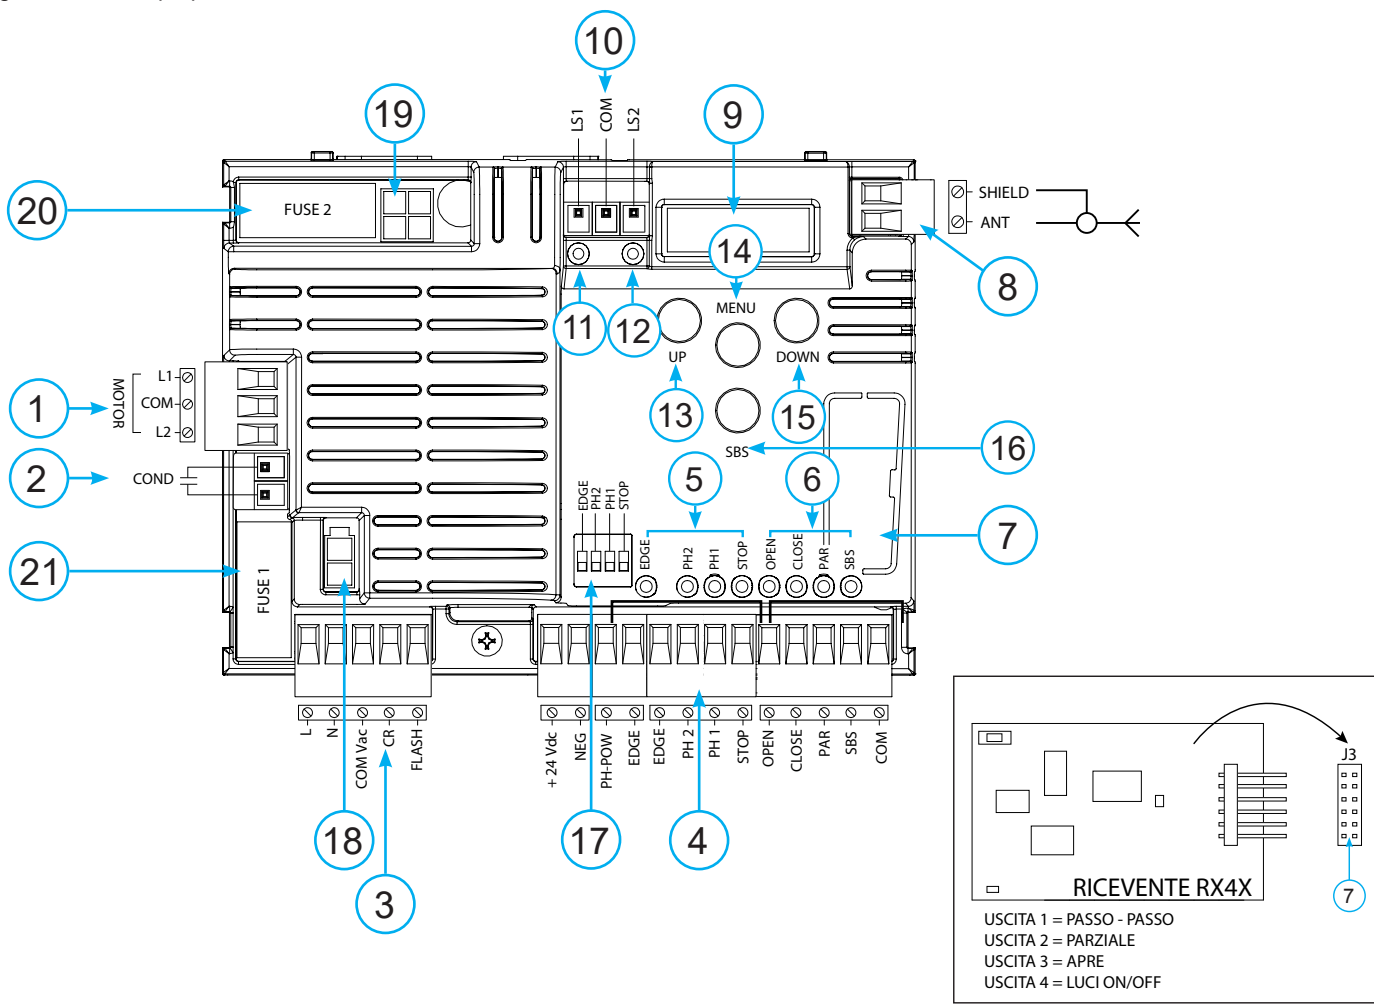 10
LS1
COM
LS2
19
9
20
FUSE 2
SHIELD
ANT
14
8
MENU
11
12
UP
DOWN
13
15
1
MOTOR
L1
COM
L2
2
COND
SBS
16
5
6
7
EDGE
PH2
PH1
STOP
EDGE
PH2
PH1
STOP
OPEN
CLOSE
PAR
SBS
21
FUSE 1
L
N
COM Vac
CR
FLASH
+ 24 Vdc
NEG
PH-POW
EDGE
EDGE
PH 2
PH 1
STOP
OPEN
CLOSE
PAR
SBS
COM
18
17
4
3
J3
7
RICEVENTE RX4X
USCITA 1 = PASSO - PASSO
USCITA 2 = PARZIALE
USCITA 3 = APRE
USCITA 4 = LUCI ON/OFF